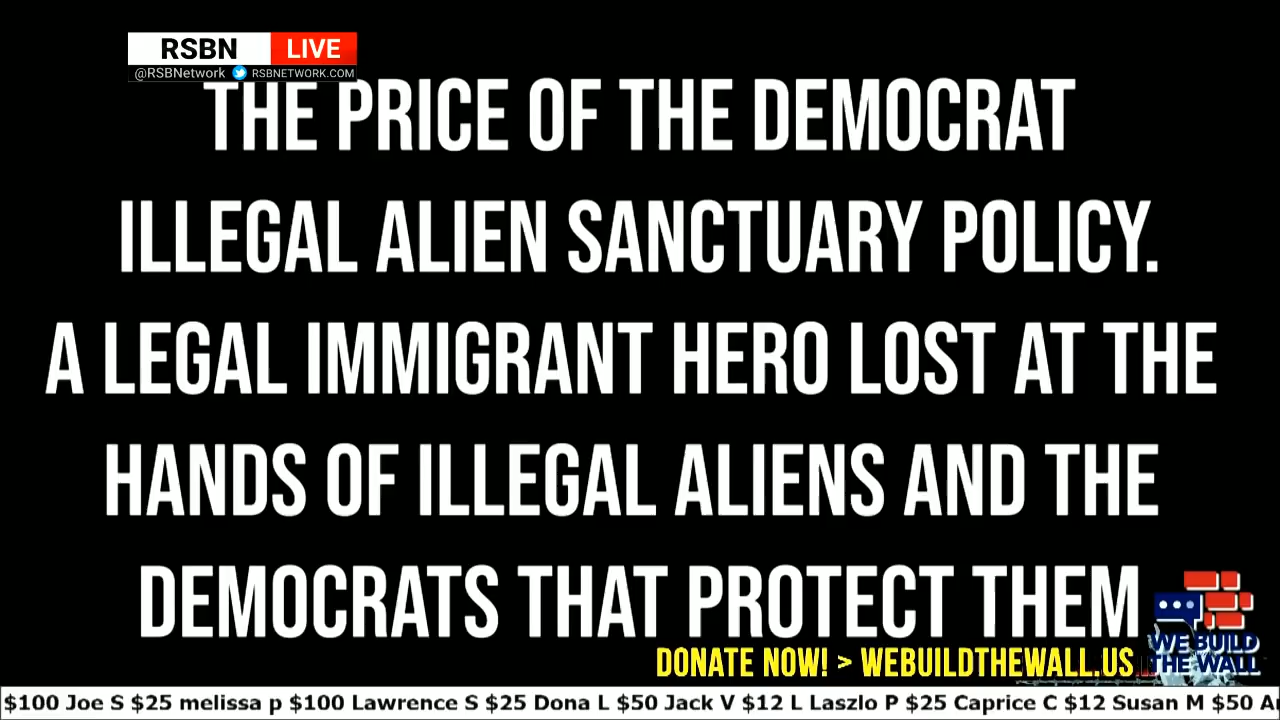 RSBN LIVE
@RSBNetwork RSBNETWORK.COM
THE PRICE OF THE DEMOCRAT
ILLEGAL ALIEN SANCTUARY POLICY.
A LEGAL IMMIGRANT HERO LOST AT THE
HANDS OF ILLEGAL ALIENS AND THE
DEMOCRATS THAT PROTECT THEM
WE BUILD
THE WALL
DONATE NOW! > WEBUILDTHEWALL.US
$100 Joe S $25 melissa p $100 Lawrence S $25 Dona L $50 Jack V $12 L Laszlo P $25 Caprice C $12 Susan M $50